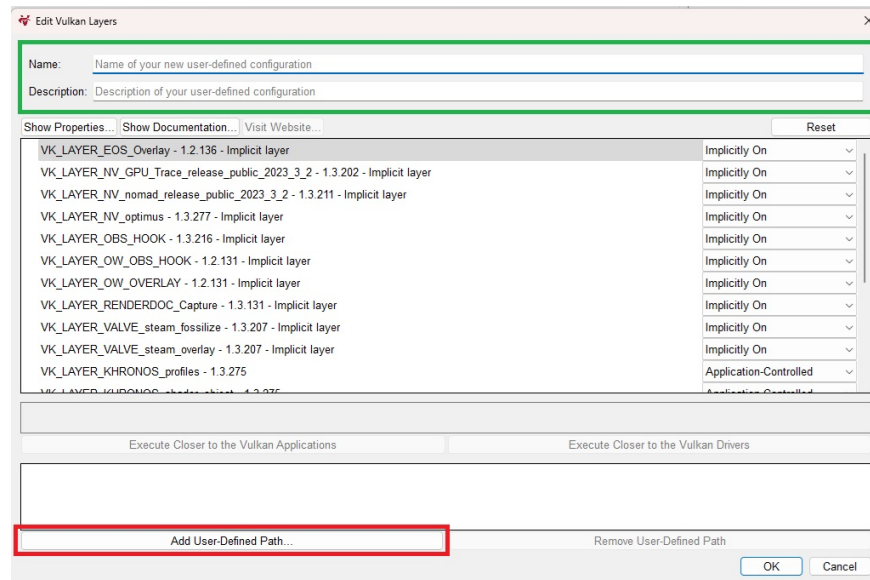 Edit Vulkan Layers
Name: Name of your new user-defined configuration
Description: Description of your user-defined configuration
Show Properties... Show Documentation... Visit Website... Reset
VK_LAYER_EOS_Overlay - 1.2.136 - Implicit layer Implicitly On
VK_LAYER_NV_GPU_Trace_release_public_2023_3_2 - 1.3.202 - Implicit layer Implicitly On
VK_LAYER_NV_nomad_release_public_2023_3_2 - 1.3.211 - Implicit layer Implicitly On
VK_LAYER_NV_optimus - 1.3.277 - Implicit layer Implicitly On
VK_LAYER_OBS_HOOK - 1.3.216 - Implicit layer Implicitly On
VK_LAYER_OW_OBS_HOOK - 1.2.131 - Implicit layer Implicitly On
VK_LAYER_OW_OVERLAY - 1.2.131 - Implicit layer Implicitly On
VK_LAYER_RENDERDOC_Capture - 1.3.131 - Implicit layer Implicitly On
VK_LAYER_VALVE_steam_fossilize - 1.3.207 - Implicit layer Implicitly On
VK_LAYER_VALVE_steam_overlay - 1.3.207 - Implicit layer Implicitly On
VK_LAYER_KHRONOS_profiles - 1.3.275 Application-Controlled
VK_LAYER_KHRONOS_shader_object - 1.3.275 Application-Controlled
Execute Closer to the Vulkan Applications Execute Closer to the Vulkan Drivers
Add User-Defined Path... Remove User-Defined Path
OK Cancel